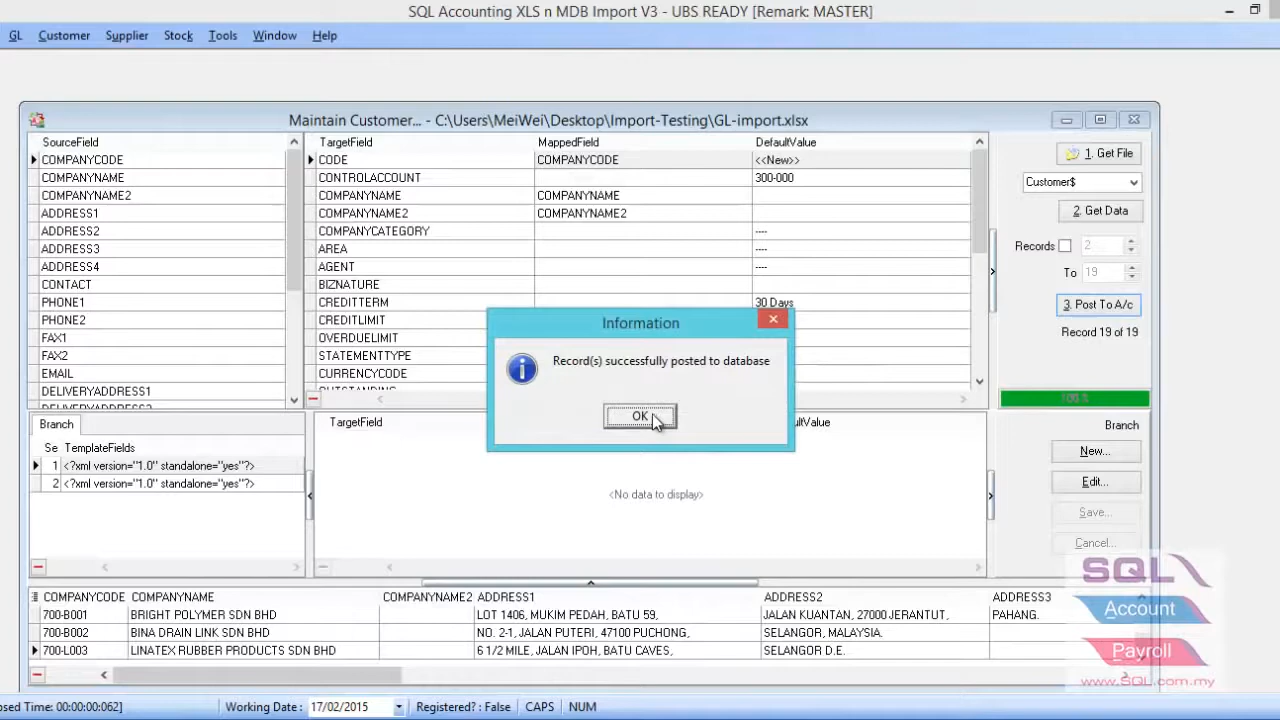 SQL Accounting XLS n MDB Import V3 - UBS READY [Remark: MASTER]
GL Customer Supplier Stock Tools Window Help
Maintain Customer... - C:\Users\MeiWei\Desktop\Import-Testing\GL-import.xlsx
SourceField TargetField MappedField DefaultValue
COMPANYCODE CODE COMPANYCODE <<New>> 1. Get File
COMPANYNAME CONTROLACCOUNT 300-000 Customer$
COMPANYNAME2 COMPANYNAME COMPANYNAME
ADDRESS1 COMPANYNAME2 COMPANYNAME2 2. Get Data
ADDRESS2 COMPANYCATEGORY ----
ADDRESS3 AREA ---- Records 2
ADDRESS4 AGENT ---- To 19
CONTACT BIZNATURE
PHONE1 CREDITTERM 30 Days 3. Post To A/c
PHONE2 CREDITLIMIT
FAX1 OVERDUELIMIT Record 19 of 19
FAX2 STATEMENTTYPE
EMAIL CURRENCYCODE
DELIVERYADDRESS1 OUTSTANDING
DELIVERYADDRESS2 100 %
Information
Record(s) successfully posted to database
OK
Branch TargetField Branch
Se TemplateFields New...
1 <?xml version="1.0" standalone="yes"?>
2 <?xml version="1.0" standalone="yes"?> Edit...
<No data to display>
Save...
Cancel...
COMPANYCODE COMPANYNAME COMPANYNAME2 ADDRESS1 ADDRESS2 ADDRESS3
700-B001 BRIGHT POLYMER SDN BHD LOT 1406, MUKIM PEDAH, BATU 59, JALAN KUANTAN, 27000 JERANTUT, PAHANG.
700-B002 BINA DRAIN LINK SDN BHD NO. 2-1, JALAN PUTERI, 47100 PUCHONG, SELANGOR, MALAYSIA.
700-L003 LINATEX RUBBER PRODUCTS SDN BHD 6 1/2 MILE, JALAN IPOH, BATU CAVES, SELANGOR D.E.
SQL
Account
Payroll
www.SQL.com.my
Time: 00:00:00:062] Working Date : 17/02/2015 Registered? : False CAPS NUM